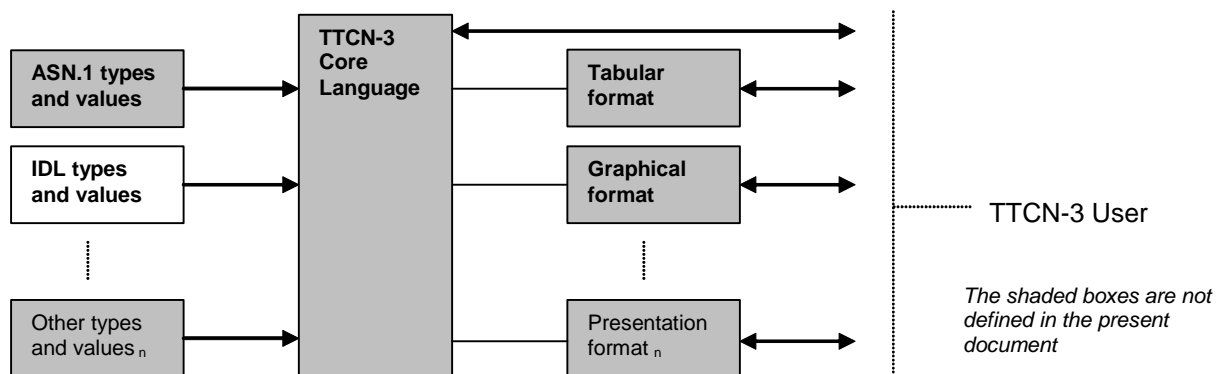 ASN.1 types
and values
IDL types
and values
Other types
and values n
TTCN-3
Core
Language
Tabular
format
Graphical
format
Presentation
format n
TTCN-3 User
The shaded boxes are not
defined in the present
document